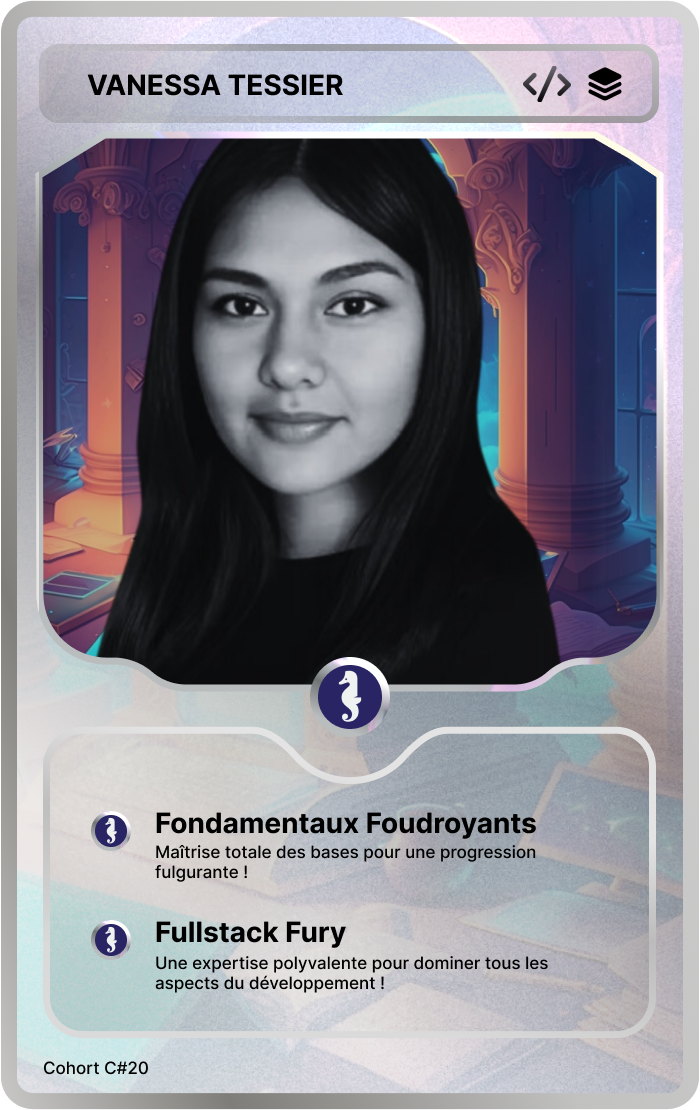 VANESSA TESSIER
Fondamentaux Foudroyants
Maîtrise totale des bases pour une progression
fulgurante !
Fullstack Fury
Une expertise polyvalente pour dominer tous les
aspects du développement !
Cohort C#20